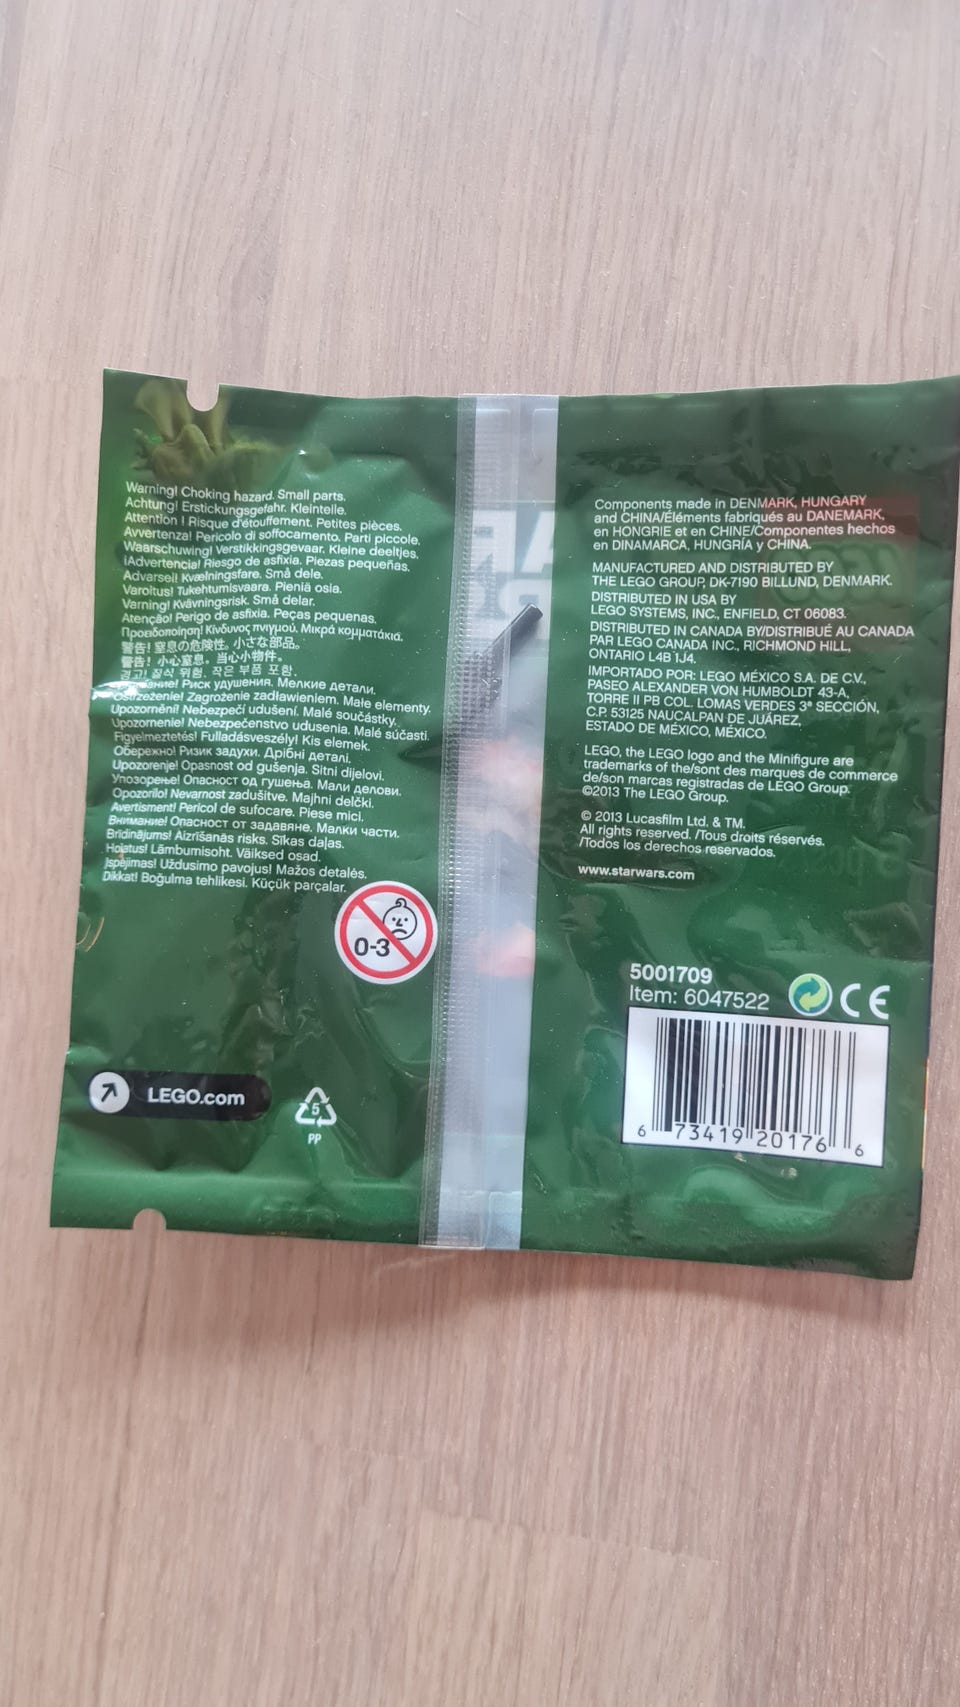 Warning! Choking hazard. Small parts.
Achtung! Erstickungsgefahr. Kleinteile.
Attention ! Risque d'étouffement. Petites pièces.
Avvertenza! Pericolo di soffocamento. Parti piccole.
Waarschuwing! Verstikkingsgevaar. Kleine deeltjes.
¡Advertencia! Riesgo de asfixia. Piezas pequeñas.
Advarsel! Kvælningsfare. Små dele.
Varoitus! Tukehtumisvaara. Pieniä osia.
Varning! Kvävningsrisk. Små delar.
Atenção! Perigo de asfixia. Peças pequenas.
Προειδοποίηση! Κίνδυνος πνιγμού. Μικρά κομματάκια.
警告! 窒息の危険性。小さな部品。
警告! 小心窒息。当心小物件。
경고! 질식 위험. 작은 부품 포함.
Риск удушения. Мелкие детали.
Ostrzeżenie! Zagrożenie zadławieniem. Małe elementy.
Upozornění! Nebezpečí udušení. Malé součástky.
Upozornenie! Nebezpečenstvo udusenia. Malé súčasti.
Figyelmeztetés! Fulladásveszély! Kis elemek.
Обережно! Ризик задухи. Дрібні деталі.
Upozorenje! Opasnost od gušenja. Sitni dijelovi.
Упозорење! Опасност од гушења. Мали делови.
Opozorilo! Nevarnost zadušitve. Majhni delčki.
Avertisment! Pericol de sufocare. Piese mici.
Внимание! Опасност от задавяне. Малки части.
Brīdinājums! Aizrīšanās risks. Sīkas daļas.
Hoiatus! Lämbumisoht. Väiksed osad.
Įspėjimas! Uždusimo pavojus! Mažos detalės.
Dikkat! Boğulma tehlikesi. Küçük parçalar.
0-3
LEGO.com
5
PP
Components made in DENMARK, HUNGARY
and CHINA/Éléments fabriqués au DANEMARK,
en HONGRIE et en CHINE/Componentes hechos
en DINAMARCA, HUNGRÍA y CHINA.
MANUFACTURED AND DISTRIBUTED BY
THE LEGO GROUP, DK-7190 BILLUND, DENMARK.
DISTRIBUTED IN USA BY
LEGO SYSTEMS, INC., ENFIELD, CT 06083.
DISTRIBUTED IN CANADA BY/DISTRIBUÉ AU CANADA
PAR LEGO CANADA INC., RICHMOND HILL,
ONTARIO L4B 1J4.
IMPORTADO POR: LEGO MÉXICO S.A. DE C.V.,
PASEO ALEXANDER VON HUMBOLDT 43-A,
TORRE II PB COL. LOMAS VERDES 3ª SECCIÓN,
C.P. 53125 NAUCALPAN DE JUÁREZ,
ESTADO DE MÉXICO, MÉXICO.
LEGO, the LEGO logo and the Minifigure are
trademarks of the/sont des marques de commerce
de/son marcas registradas de LEGO Group.
©2013 The LEGO Group.
© 2013 Lucasfilm Ltd. & TM.
All rights reserved. /Tous droits réservés.
/Todos los derechos reservados.
www.starwars.com
5001709
Item: 6047522
CE
6 73419 20176 6